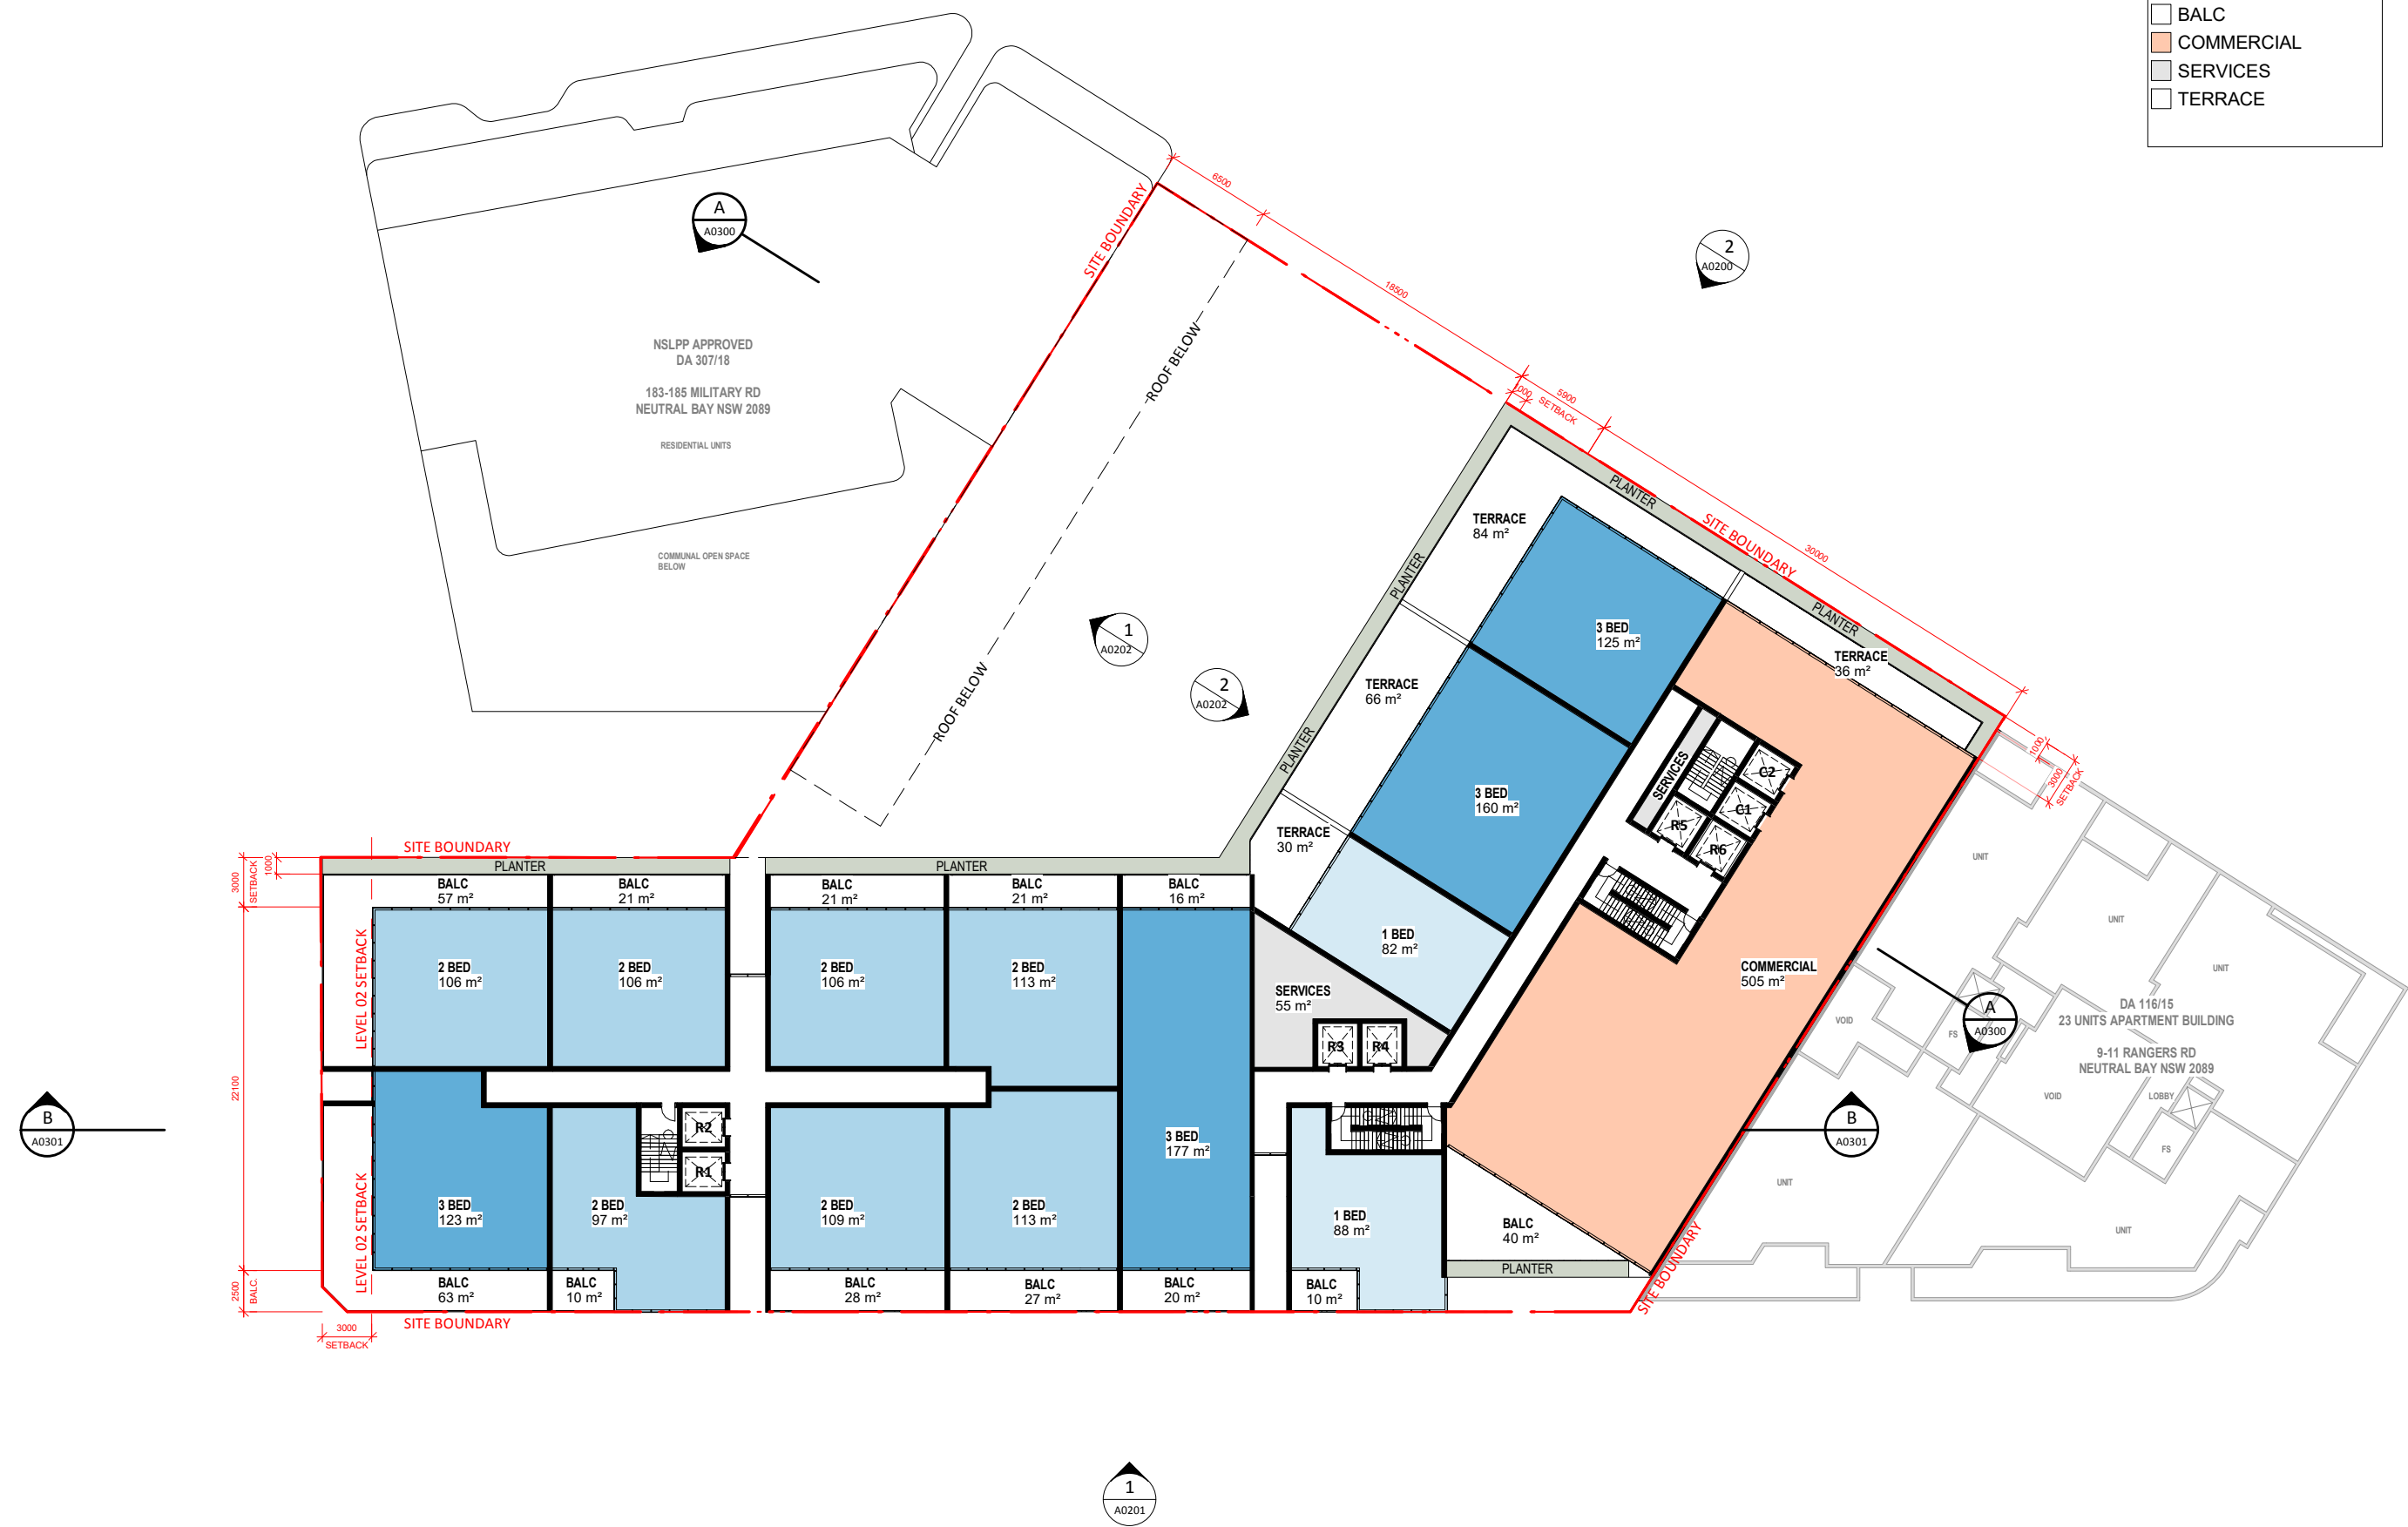 BALC
COMMERCIAL
SERVICES
TERRACE
A
A0300
6500
SITE BOUNDARY
2
A0200
18500
NSLPP APPROVED
DA 307/18
183-185 MILITARY RD
NEUTRAL BAY NSW 2089
RESIDENTIAL UNITS
COMMUNAL OPEN SPACE
BELOW
ROOF BELOW
ROOF BELOW
1000
SETBACK
5900
PLANTER
SITE BOUNDARY
30000
PLANTER
TERRACE
84 m²
PLANTER
3 BED
125 m²
TERRACE
36 m²
1
A0202
2
A0202
TERRACE
66 m²
PLANTER
1000
3000
SETBACK
SERVICES
C2
C1
R5
R6
3 BED
160 m²
TERRACE
30 m²
SITE BOUNDARY
PLANTER
PLANTER
3000
SETBACK
1000
BALC
57 m²
BALC
21 m²
BALC
21 m²
BALC
21 m²
BALC
16 m²
LEVEL 02 SETBACK
2 BED
106 m²
2 BED
106 m²
2 BED
106 m²
2 BED
113 m²
1 BED
82 m²
SERVICES
55 m²
COMMERCIAL
505 m²
UNIT
UNIT
UNIT
VOID
FS
A
A0300
DA 116/15
23 UNITS APARTMENT BUILDING
9-11 RANGERS RD
NEUTRAL BAY NSW 2089
VOID
LOBBY
FS
UNIT
UNIT
R3
R4
22100
B
A0301
B
A0301
R2
R1
3 BED
177 m²
LEVEL 02 SETBACK
3 BED
123 m²
2 BED
97 m²
2 BED
109 m²
2 BED
113 m²
1 BED
88 m²
BALC
40 m²
PLANTER
SITE BOUNDARY
2500
BALC.
BALC
63 m²
BALC
10 m²
BALC
28 m²
BALC
27 m²
BALC
20 m²
BALC
10 m²
SITE BOUNDARY
3000
SETBACK
1
A0201